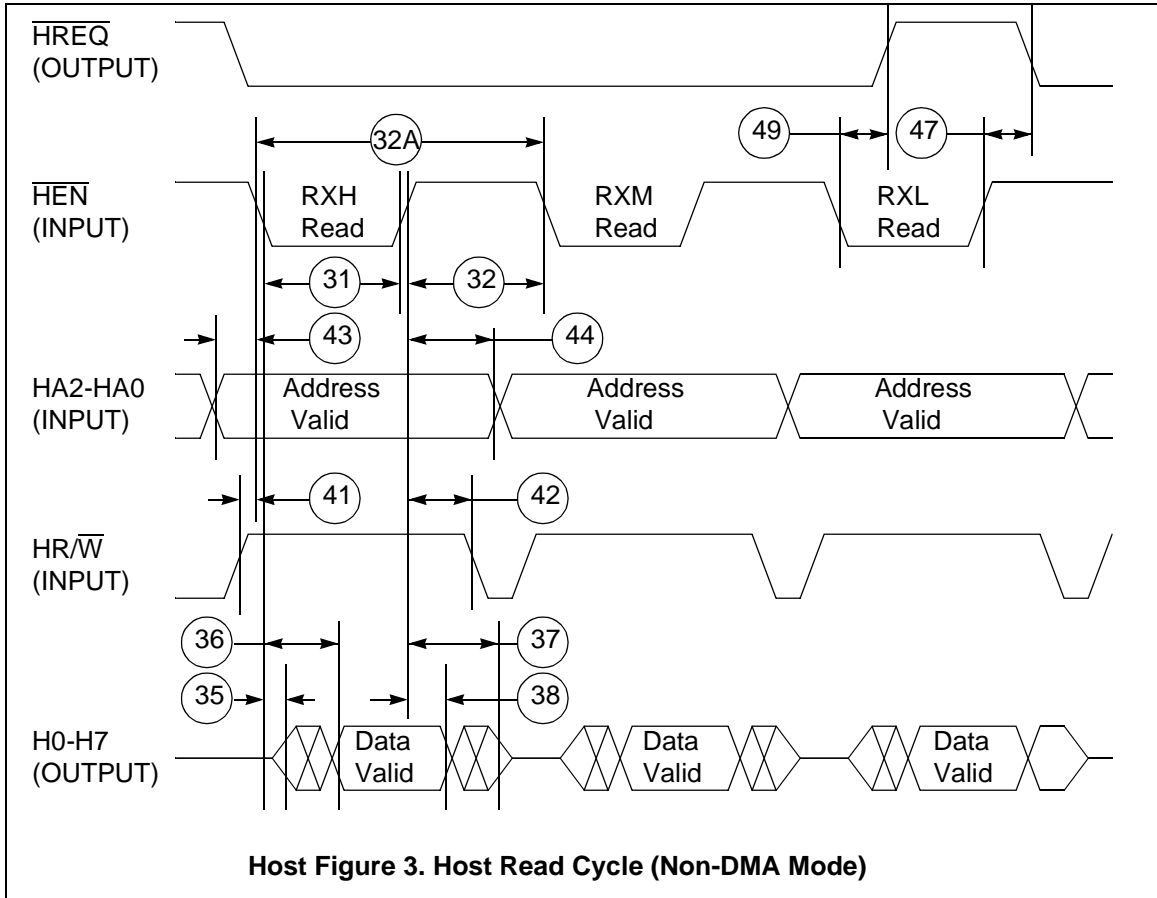 HREQ
(OUTPUT)
32A
49
47
HEN
(INPUT)
RXH
Read
RXM
Read
RXL
Read
31
32
43
44
HA2-HA0
(INPUT)
Address
Valid
Address
Valid
Address
Valid
41
42
HR/W
(INPUT)
36
37
35
38
H0-H7
(OUTPUT)
Data
Valid
Data
Valid
Data
Valid
Host Figure 3. Host Read Cycle (Non-DMA Mode)